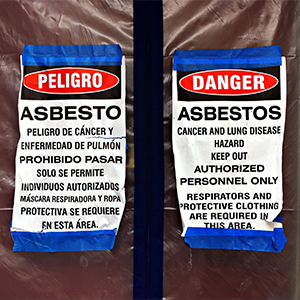 PELIGRO
ASBESTO
PELIGRO DE CÁNCER Y
ENFERMEDAD DE PULMÓN
PROHIBIDO PASAR
SOLO SE PERMITE
INDIVIDUOS AUTORIZADOS
MÁSCARA RESPIRADORA Y ROPA
PROTECTIVA SE REQUIERE
EN ESTA ÁREA.
DANGER
ASBESTOS
CANCER AND LUNG DISEASE
HAZARD
KEEP OUT
AUTHORIZED
PERSONNEL ONLY
RESPIRATORS AND
PROTECTIVE CLOTHING
ARE REQUIRED IN
THIS AREA.